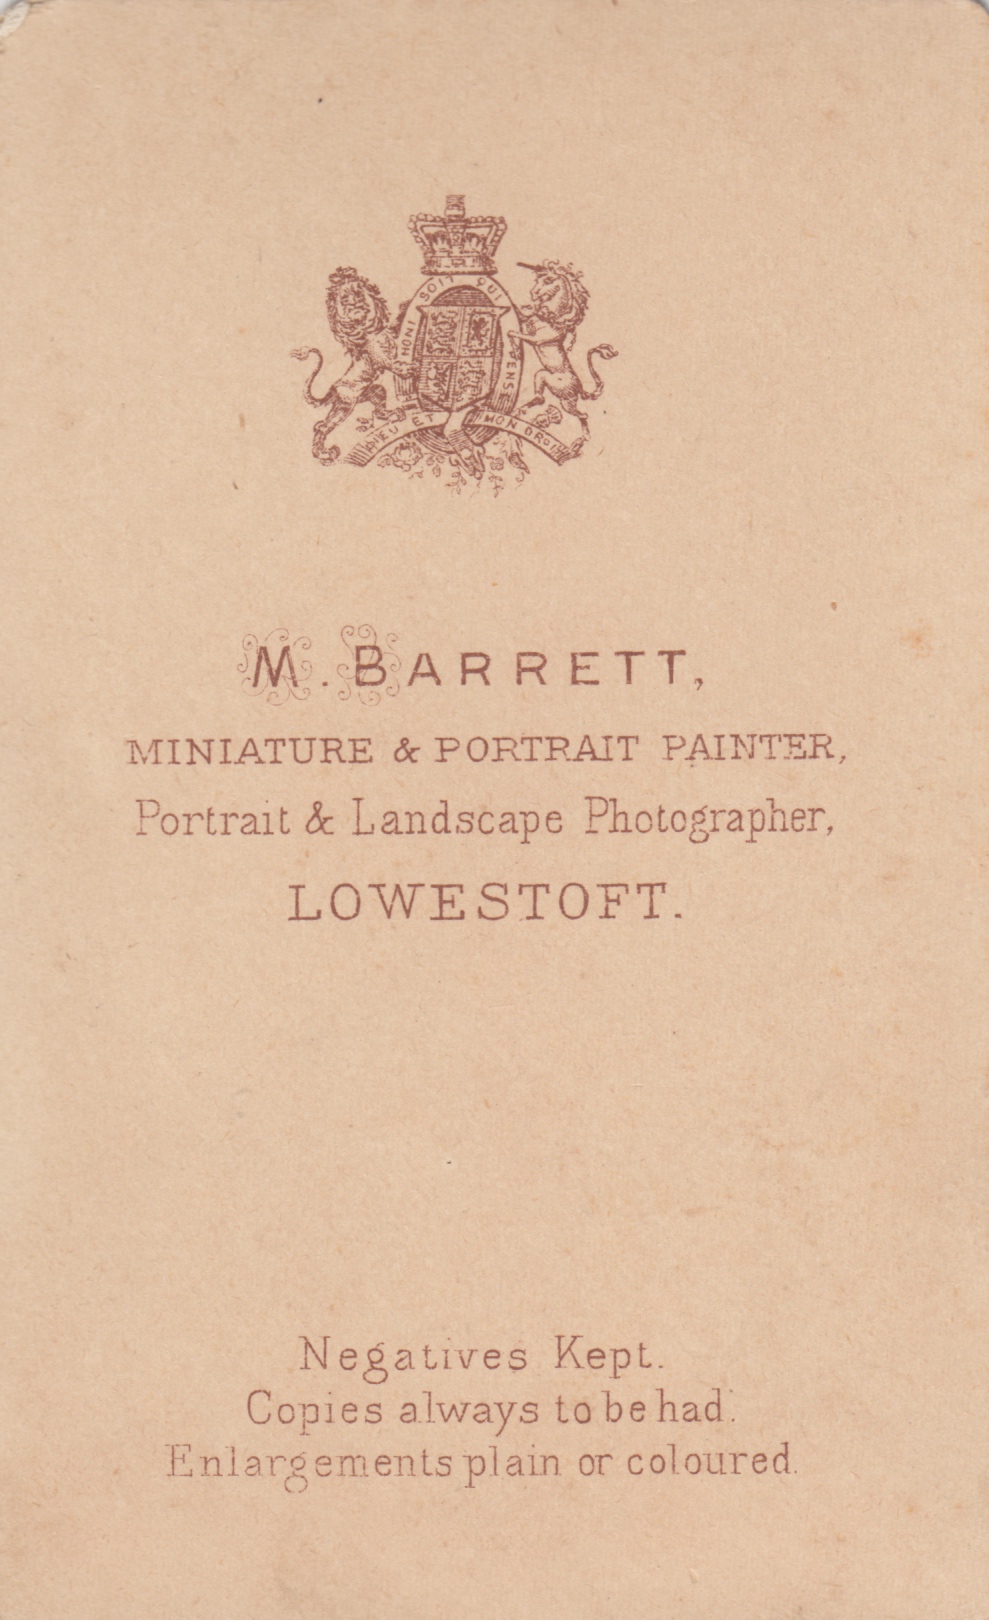 HONI SOIT QUI PENSE
DIEU ET MON DROIT
M. BARRETT,
MINIATURE & PORTRAIT PAINTER,
Portrait & Landscape Photographer,
LOWESTOFT.
Negatives Kept.
Copies always to be had.
Enlargements plain or coloured.